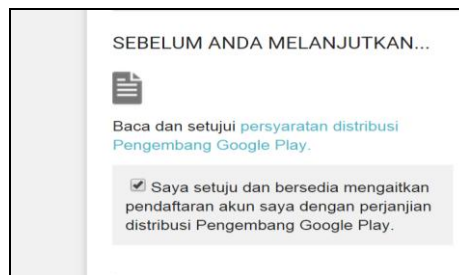 SEBELUM ANDA MELANJUTKAN...
Baca dan setujui persyaratan distribusi
Pengembang Google Play.
Saya setuju dan bersedia mengaitkan
pendaftaran akun saya dengan perjanjian
distribusi Pengembang Google Play.